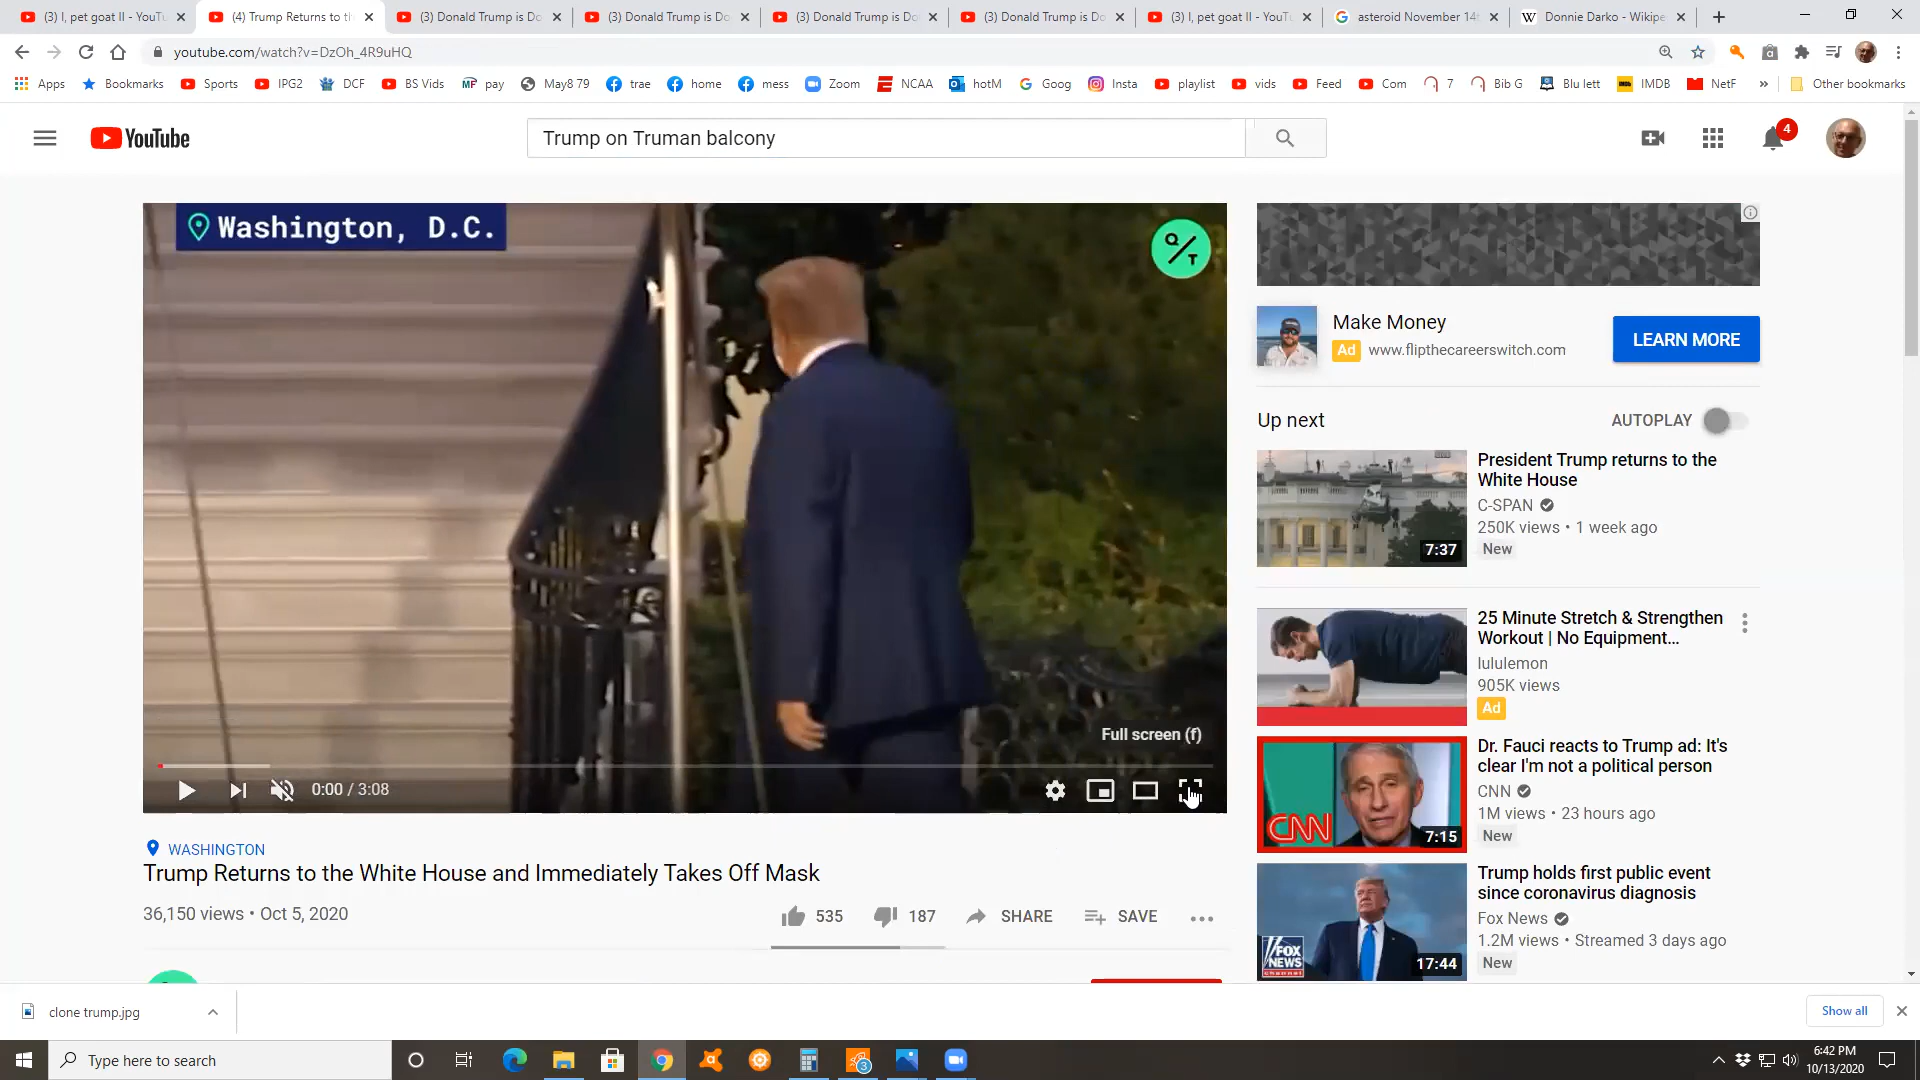 (3) I, pet goat II - YouTu
(4) Trump Returns to th
(3) Donald Trump is Do
(3) Donald Trump is Do
(3) Donald Trump is Do
(3) Donald Trump is Do
(3) I, pet goat II - YouTu
asteroid November 14t
Donnie Darko - Wikipe
youtube.com/watch?v=DzOh_4R9uHQ
Apps Bookmarks Sports IPG2 DCF BS Vids pay May8 79 trae home mess Zoom NCAA hotM Goog Insta playlist vids Feed Com 7 Bib G Blu lett IMDB NetF » Other bookmarks
YouTube
Trump on Truman balcony
4
Washington, D.C.
Q/T
Full screen (f)
0:00 / 3:08
WASHINGTON
Trump Returns to the White House and Immediately Takes Off Mask
36,150 views • Oct 5, 2020
535 187 SHARE SAVE
Make Money
Ad www.flipthecareerswitch.com
LEARN MORE
Up next
AUTOPLAY
President Trump returns to the
White House
C-SPAN
250K views • 1 week ago
New
7:37
25 Minute Stretch & Strengthen
Workout | No Equipment...
lululemon
905K views
Ad
Dr. Fauci reacts to Trump ad: It's
clear I'm not a political person
CNN
1M views • 23 hours ago
New
CNN
7:15
Trump holds first public event
since coronavirus diagnosis
Fox News
1.2M views • Streamed 3 days ago
New
FOX
NEWS
channel
17:44
clone trump.jpg
Show all
Type here to search
3
6:42 PM
10/13/2020